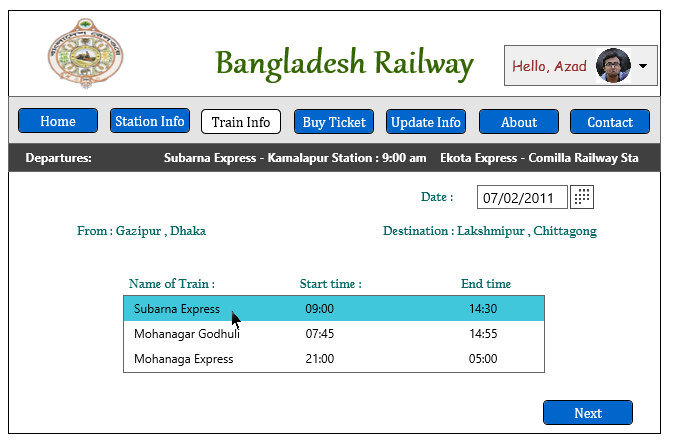 Bangladesh Railway
Hello, Azad
Home Station Info Train Info Buy Ticket Update Info About Contact
Departures: Subarna Express - Kamalapur Station : 9:00 am Ekota Express - Comilla Railway Sta
Date : 07/02/2011
From : Gazipur , Dhaka Destination : Lakshmipur , Chittagong
Name of Train : Start time : End time
Subarna Express 09:00 14:30
Mohanagar Godhuli 07:45 14:55
Mohanaga Express 21:00 05:00
Next